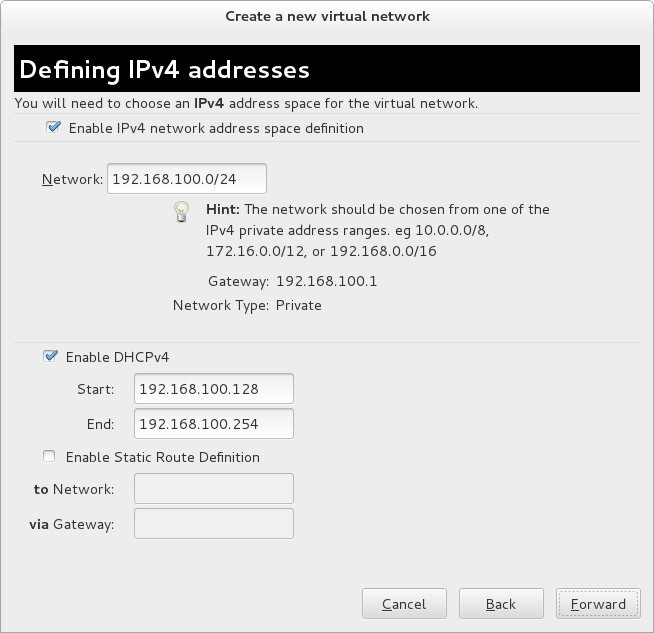 Create a new virtual network
Defining IPv4 addresses
You will need to choose an IPv4 address space for the virtual network.
Enable IPv4 network address space definition
Network: 192.168.100.0/24
Hint: The network should be chosen from one of the
IPv4 private address ranges. eg 10.0.0.0/8,
172.16.0.0/12, or 192.168.0.0/16
Gateway: 192.168.100.1
Network Type: Private
Enable DHCPv4
Start: 192.168.100.128
End: 192.168.100.254
Enable Static Route Definition
to Network:
via Gateway:
Cancel Back Forward